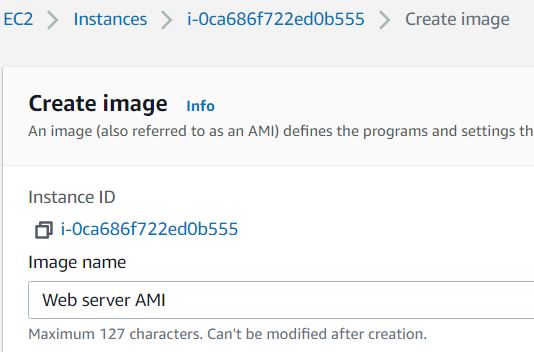 EC2 > Instances > i-0ca686f722ed0b555 > Create image
Create image Info
An image (also referred to as an AMI) defines the programs and settings th
Instance ID
i-0ca686f722ed0b555
Image name
Web server AMI
Maximum 127 characters. Can't be modified after creation.